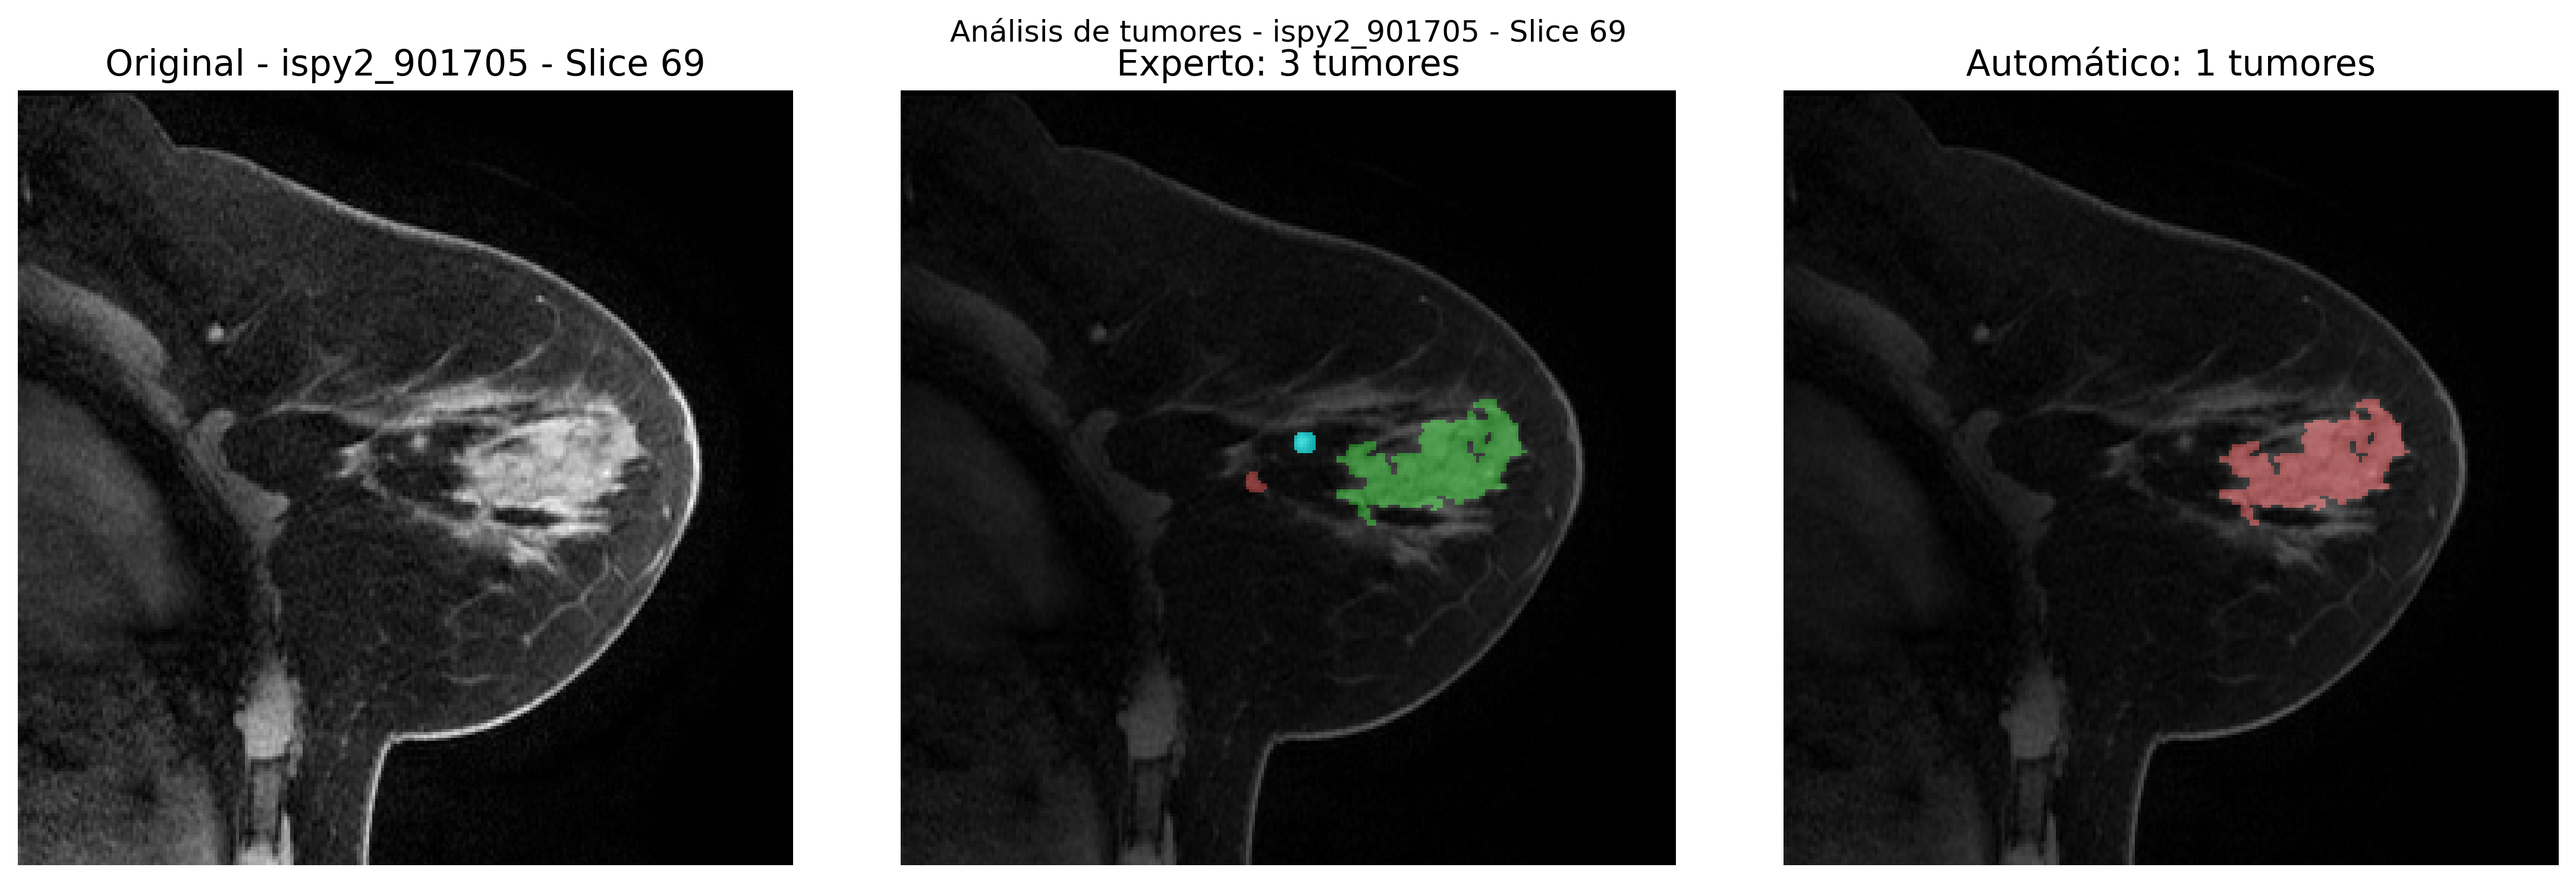 Análisis de tumores - ispy2_901705 - Slice 69
Original - ispy2_901705 - Slice 69
Experto: 3 tumores
Automático: 1 tumores